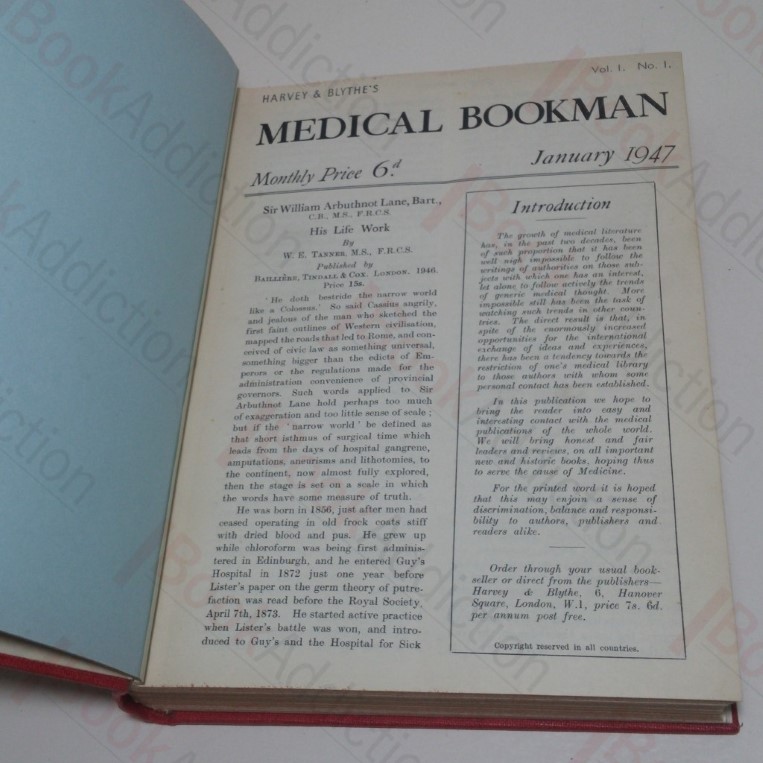 Vol. 1. No. 1.
HARVEY & BLYTHE'S
MEDICAL BOOKMAN
Monthly Price 6.d
January 1947
Sir William Arbuthnot Lane, Bart.,
C.B., M.S., F.R.C.S.
His Life Work
By
W. E. TANNER, M.S., F.R.C.S.
Published by
BAILLIÈRE, TINDALL & COX. LONDON. 1946.
Price 15s.
' He doth bestride the narrow world
like a Colossus.' So said Cassius angrily,
and jealous of the man who sketched the
first faint outlines of Western civilisation,
mapped the roads that led to Rome, and con-
ceived of civic law as something universal,
something bigger than the edicts of Em-
perors or the regulations made for the
administration convenience of provincial
governors. Such words applied to Sir
Arbuthnot Lane hold perhaps too much
of exaggeration and too little sense of scale ;
but if the ' narrow world ' be defined as
that short isthmus of surgical time which
leads from the days of hospital gangrene,
amputations, aneurisms and lithotomies, to
the continent, now almost fully explored,
then the stage is set on a scale in which
the words have some measure of truth.
He was born in 1856, just after men had
ceased operating in old frock coats stiff
with dried blood and pus. He grew up
while chloroform was being first adminis-
tered in Edinburgh, and he entered Guy's
Hospital in 1872 just one year before
Lister's paper on the germ theory of putre-
faction was read before the Royal Society,
April 7th, 1873. He started active practice
when Lister's battle was won, and intro-
duced to Guy's and the Hospital for Sick
Introduction
The growth of medical literature
has, in the past two decades, been
of such proportion that it has been
well nigh impossible to follow the
writings of authorities on those sub-
jects with which one has an interest,
let alone to follow actively the trends
of generic medical thought. More
impossible still has been the task of
watching such trends in other coun-
tries. The direct result is that, in
spite of the enormously increased
opportunities for the international
exchange of ideas and experiences,
there has been a tendency towards the
restriction of one's medical library
to those authors with whom some
personal contact has been established.
In this publication we hope to
bring the reader into easy and
interesting contact with the medical
publications of the whole world.
We will bring honest and fair
leaders and reviews, on all important
new and historic books, hoping thus
to serve the cause of Medicine.
For the printed word it is hoped
that this may enjoin a sense of
discrimination, balance and responsi-
bility to authors, publishers and
readers alike.
Order through your usual book-
seller or direct from the publishers—
Harvey & Blythe, 6, Hanover
Square, London, W.1, price 7s. 6d.
per annum post free.
Copyright reserved in all countries.
BookAddiction